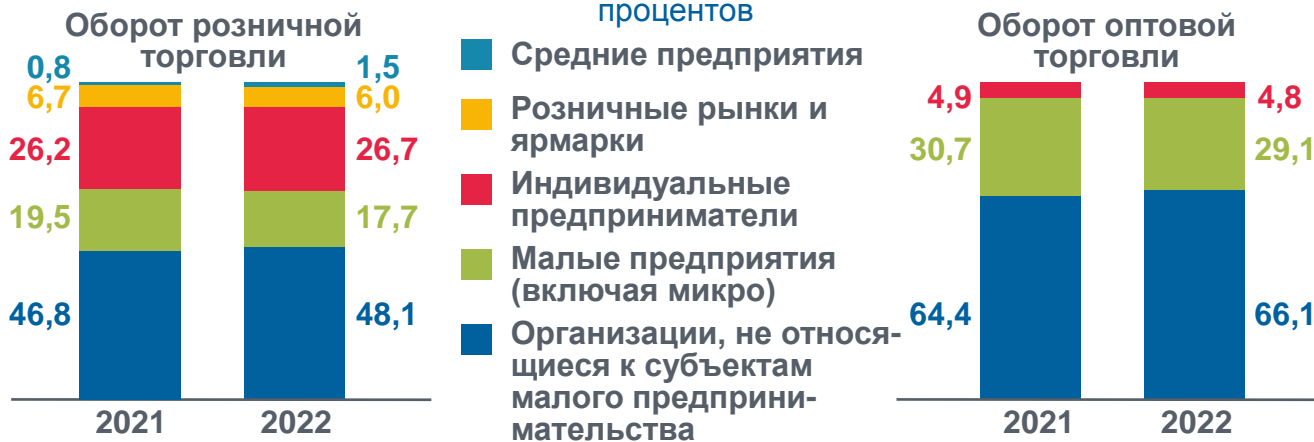 Оборот розничной
торговли
0,8
6,7
26,2
19,5
46,8
1,5
6,0
26,7
17,7
48,1
2021
2022
процентов
Средние предприятия
Розничные рынки и
ярмарки
Индивидуальные
предприниматели
Малые предприятия
(включая микро)
Организации, не относя-
щиеся к субъектам
малого предприни-
мательства
Оборот оптовой
торговли
4,9
30,7
64,4
4,8
29,1
66,1
2021
2022